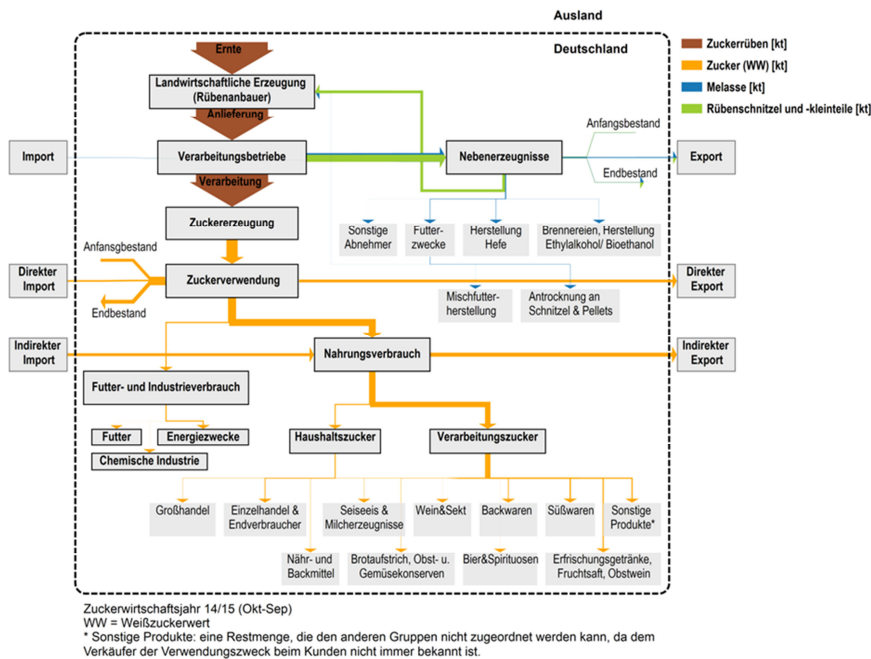 Ausland
Deutschland
Zuckerrüben [kt]
Zucker (WW) [kt]
Melasse [kt]
Rübenschnitzel und -kleinteile [kt]
Ernte
Landwirtschaftliche Erzeugung
(Rübenanbauer)
Anlieferung
Anfangsbestand
Import
Verarbeitungsbetriebe
Nebenerzeugnisse
Export
Endbestand
Verarbeitung
Zuckererzeugung
Sonstige
Abnehmer
Futter-
zwecke
Herstellung
Hefe
Brennereien, Herstellung
Ethylalkohol/ Bioethanol
Anfansgbestand
Direkter
Import
Zuckerverwendung
Direkter
Export
Endbestand
Mischfutter-
herstellung
Antrocknung an
Schnitzel & Pellets
Indirekter
Import
Nahrungsverbrauch
Indirekter
Export
Futter- und Industrieverbrauch
Futter
Energiezwecke
Chemische Industrie
Haushaltszucker
Verarbeitungszucker
Großhandel
Einzelhandel &
Endverbraucher
Seiseeis &
Milcherzeugnisse
Wein&Sekt
Backwaren
Süßwaren
Sonstige
Produkte*
Nähr- und
Backmittel
Brotaufstrich, Obst- u.
Gemüsekonserven
Bier&Spirituosen
Erfrischungsgetränke,
Fruchtsaft, Obstwein
Zuckerwirtschaftsjahr 14/15 (Okt-Sep)
WW = Weißzuckerwert
* Sonstige Produkte: eine Restmenge, die den anderen Gruppen nicht zugeordnet werden kann, da dem
Verkäufer der Verwendungszweck beim Kunden nicht immer bekannt ist.